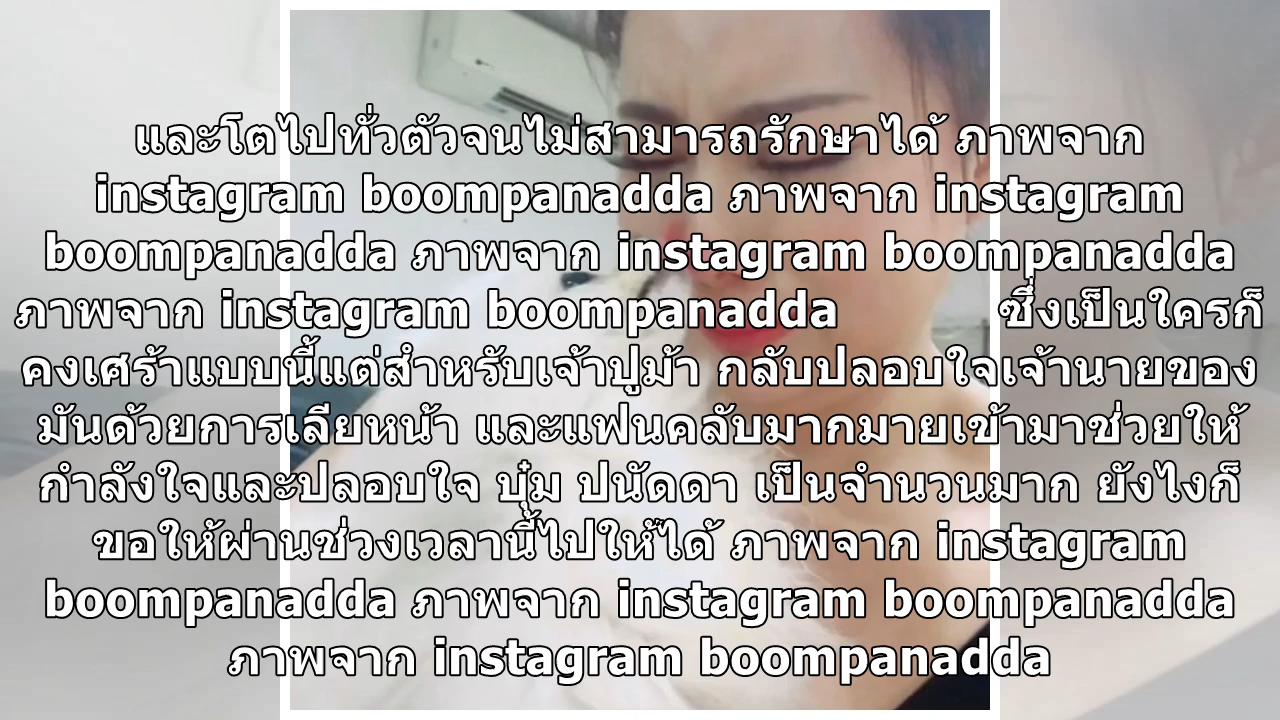 และโตไปทั่วตัวจนไม่สามารถรักษาได้ ภาพจาก
instagram boompanadda ภาพจาก instagram
boompanadda ภาพจาก instagram boompanadda
ภาพจาก instagram boompanadda ซึ่งเป็นใครก็
คงเศร้าแบบนี้แต่สำหรับเจ้าปูม้า กลับปลอบใจเจ้านายของ
มันด้วยการเลียหน้า และแฟนคลับมากมายเข้ามาช่วยให้
กำลังใจและปลอบใจ บุ๋ม ปนัดดา เป็นจำนวนมาก ยังไงก็
ขอให้ผ่านช่วงเวลานี้ไปให้ได้ ภาพจาก instagram
boompanadda ภาพจาก instagram boompanadda
ภาพจาก instagram boompanadda